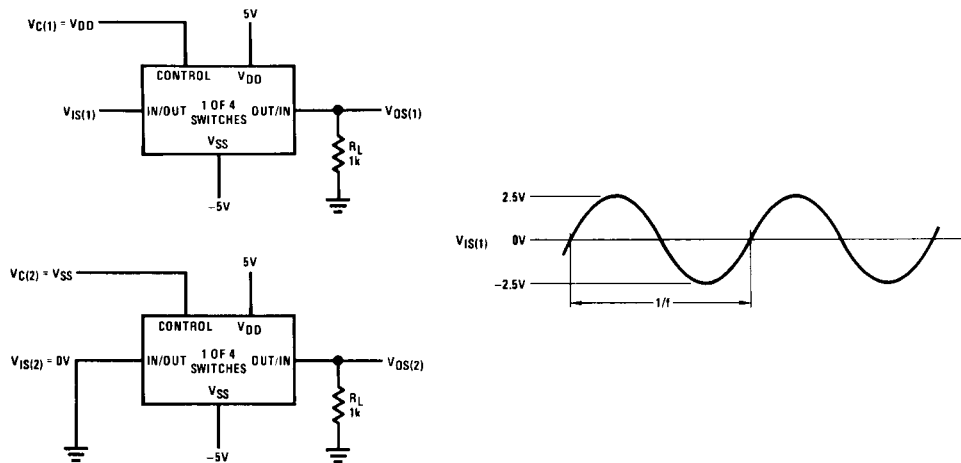 VC(1) = VDD
5V
CONTROL VDD
VIS(1)
IN/OUT 1 OF 4 OUT/IN
SWITCHES
VOS(1)
VSS
RL
1k
−5V
VC(2) = VSS
5V
CONTROL VDD
VIS(2) = 0V
IN/OUT 1 OF 4 OUT/IN
SWITCHES
VOS(2)
VSS
RL
1k
−5V
2.5V
VIS(1) 0V
−2.5V
1/f